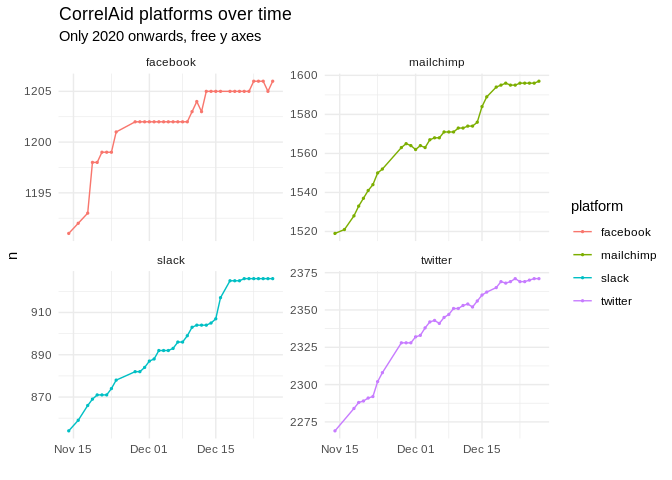 CorrelAid platforms over time
Only 2020 onwards, free y axes
facebook
mailchimp
1205
1200
1195
1600
1580
1560
1540
1520
n
slack
twitter
910
890
870
2375
2350
2325
2300
2275
Nov 15
Dec 01
Dec 15
Nov 15
Dec 01
Dec 15
platform
facebook
mailchimp
slack
twitter